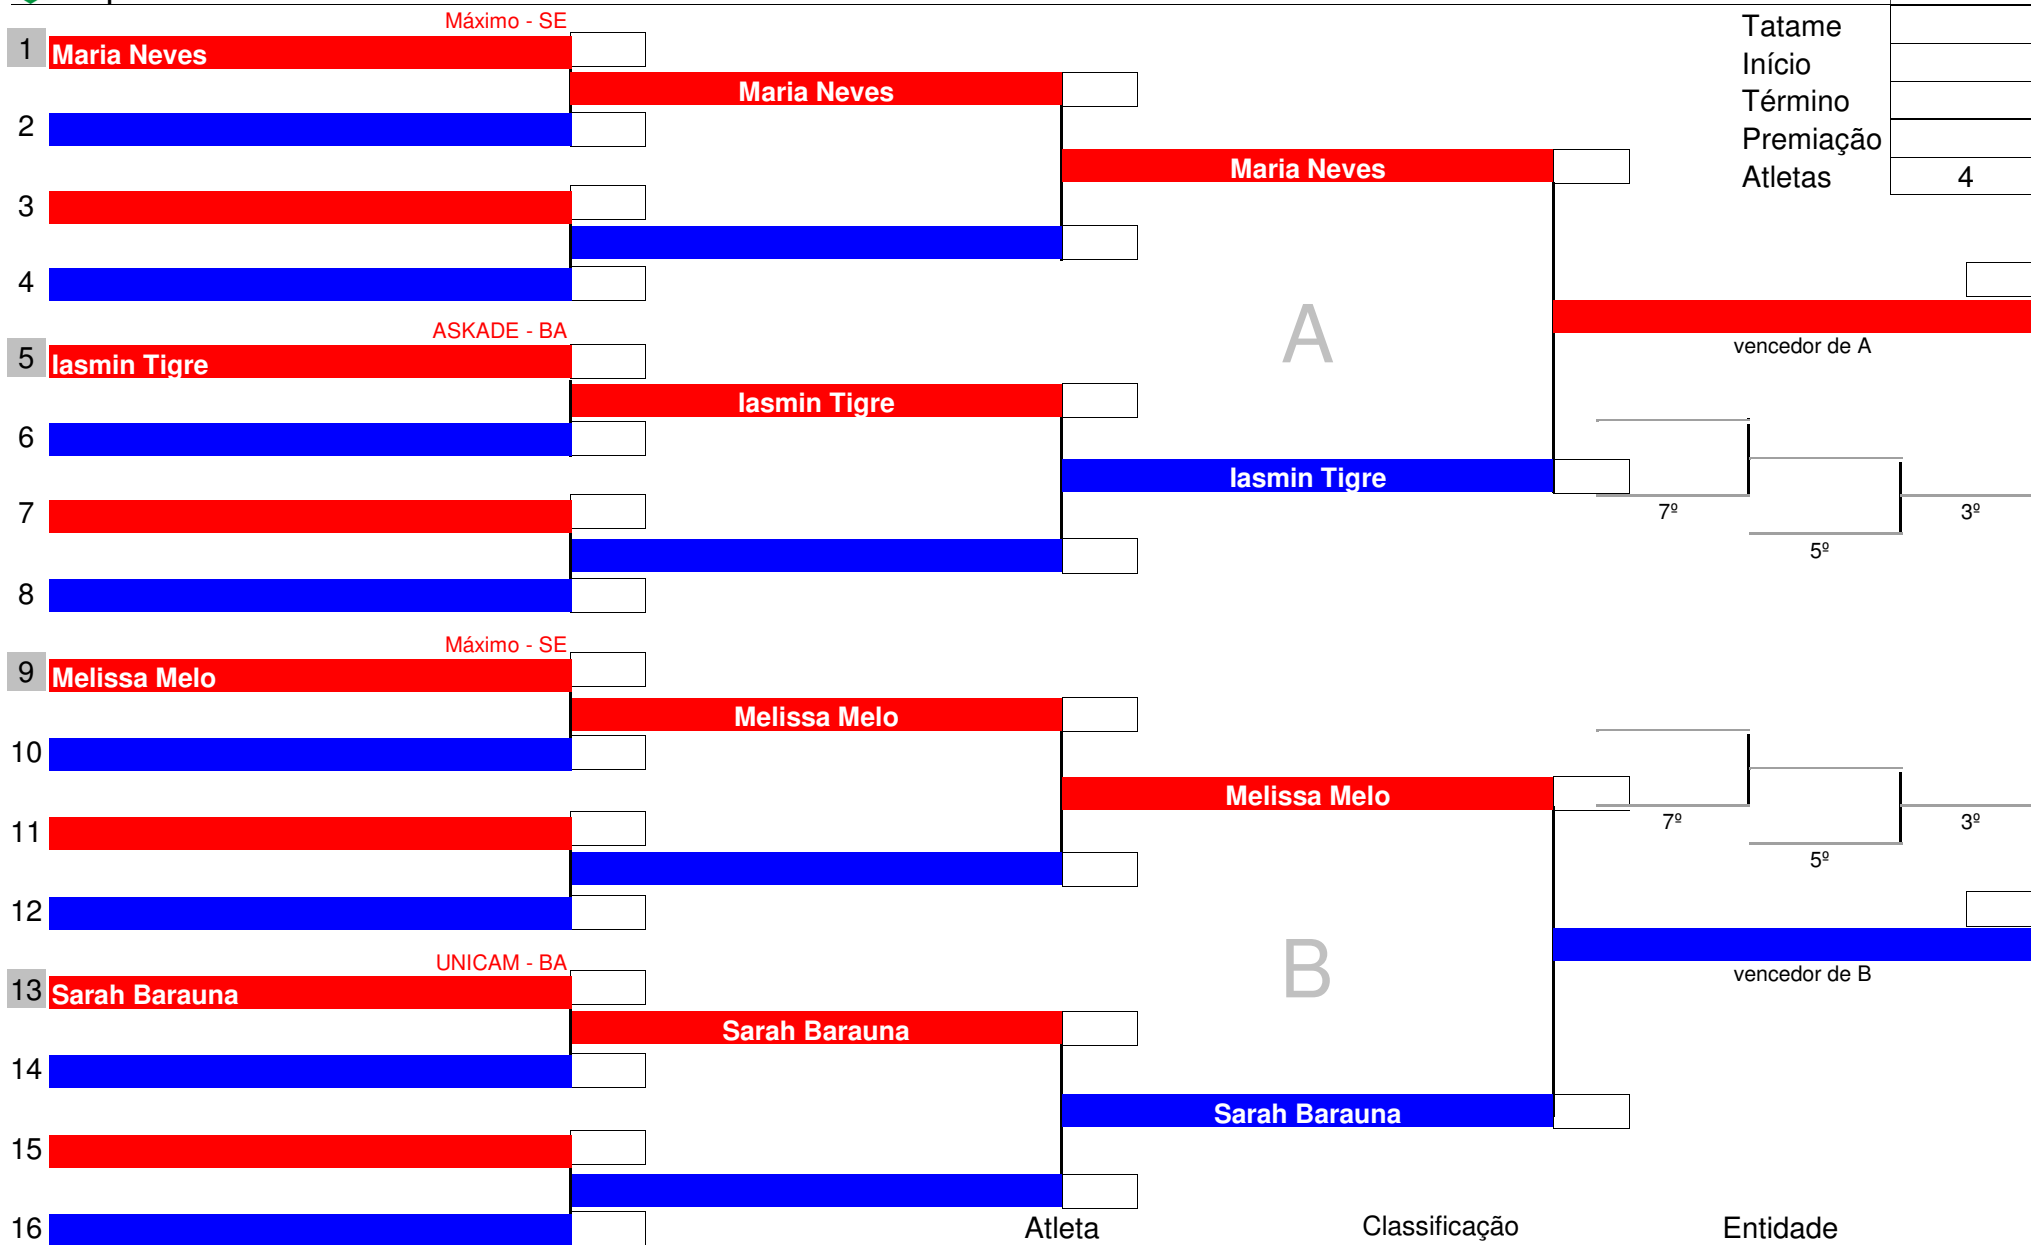 Máximo - SE
1 Maria Neves
Maria Neves
2
Maria Neves
3
4
ASKADE - BA
5 Iasmin Tigre
Iasmin Tigre
6
Iasmin Tigre
7
8
A
Máximo - SE
9 Melissa Melo
Melissa Melo
10
Melissa Melo
11
12
UNICAM - BA
13 Sarah Barauna
Sarah Barauna
14
Sarah Barauna
15
16
B
Tatame
Início
Término
Premiação
Atletas 4
vencedor de A
7º
3º
5º
7º
3º
5º
vencedor de B
Atleta Classificação Entidade